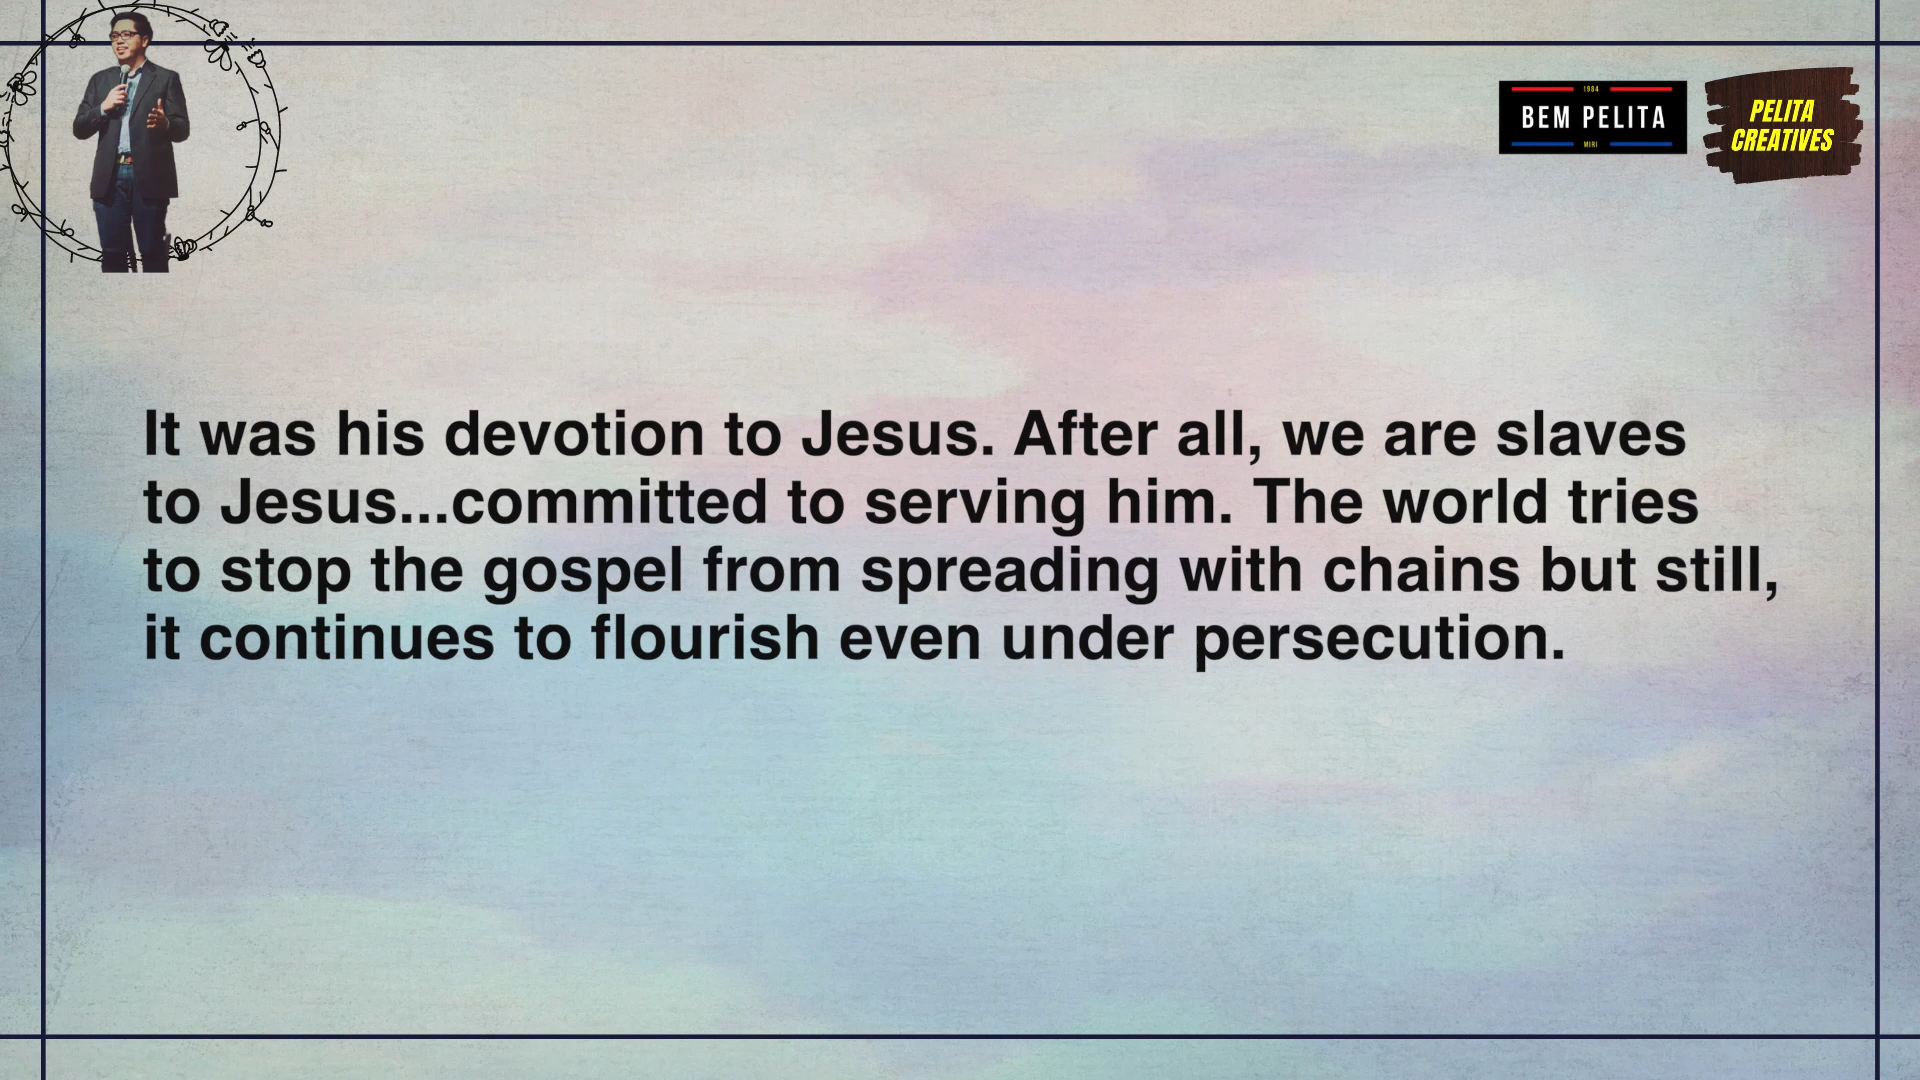 1984
BEM PELITA
MIRI
PELITA
CREATIVES
It was his devotion to Jesus. After all, we are slaves
to Jesus...committed to serving him. The world tries
to stop the gospel from spreading with chains but still,
it continues to flourish even under persecution.